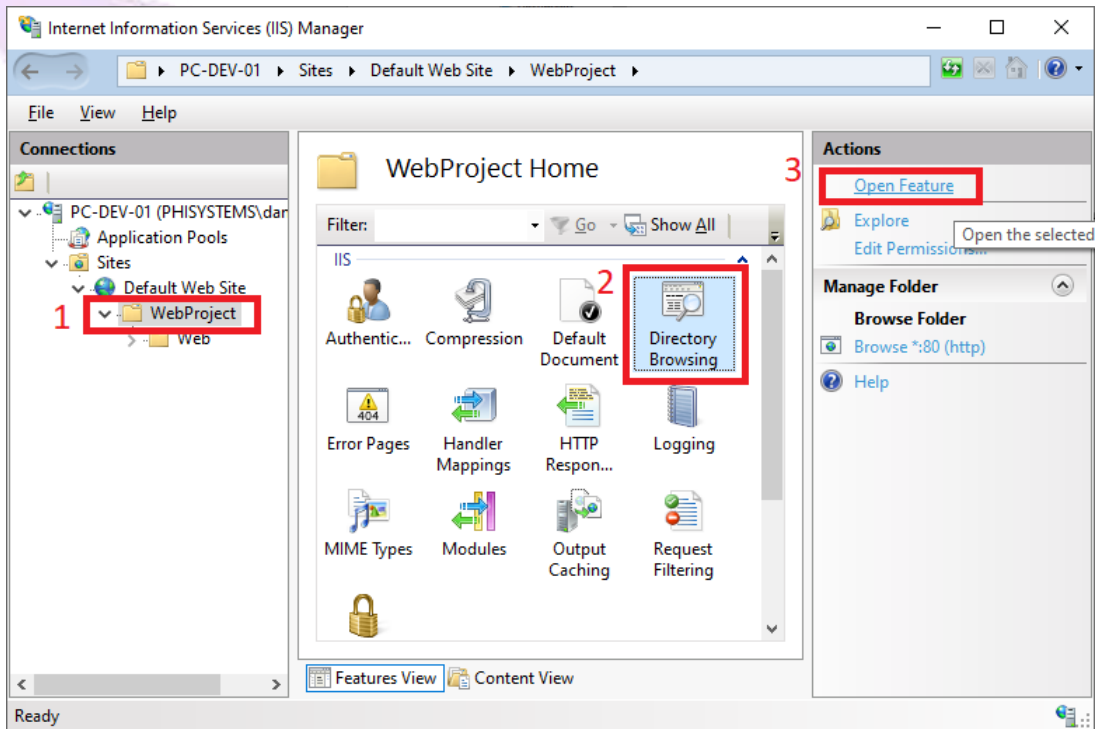 Internet Information Services (IIS) Manager
PC-DEV-01 Sites Default Web Site WebProject
File View Help
Connections
PC-DEV-01 (PHISYSTEMS\dar
Application Pools
Sites
Default Web Site
1
WebProject
Web
WebProject Home
Filter: Go Show All
IIS
2
Authentic...
Compression
Default
Document
Directory
Browsing
404
Error Pages
Handler
Mappings
HTTP
Respon...
Logging
MIME Types
Modules
Output
Caching
Request
Filtering
Features View Content View
3
Actions
Open Feature
Explore
Open the selected
Edit Permissions...
Manage Folder
Browse Folder
Browse *:80 (http)
Help
Ready